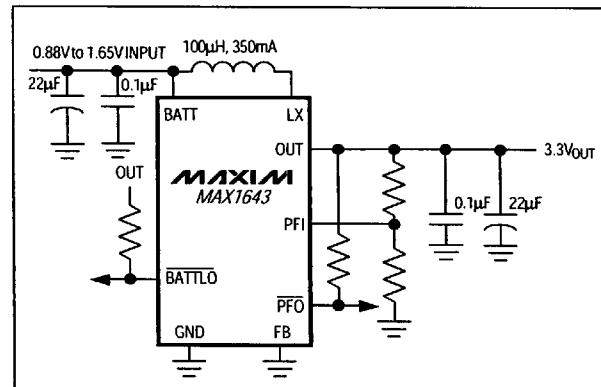 0.88V to 1.65V INPUT
100µH, 350mA
22µF
0.1µF
BATT
LX
OUT
3.3VOUT
OUT
MAXIM
MAX1643
PFI
0.1µF
22µF
BATTLO
PFO
GND
FB